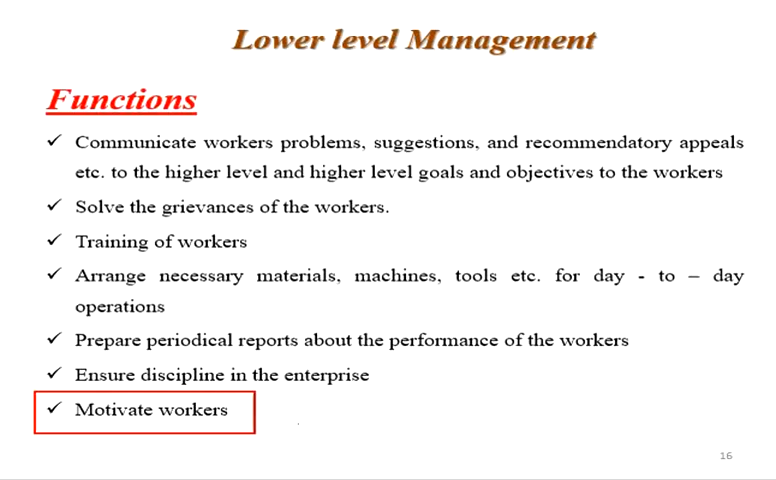 Lower level Management
Functions
✓ Communicate workers problems, suggestions, and recommendatory appeals
etc. to the higher level and higher level goals and objectives to the workers
✓ Solve the grievances of the workers.
✓ Training of workers
✓ Arrange necessary materials, machines, tools etc. for day - to – day
operations
✓ Prepare periodical reports about the performance of the workers
✓ Ensure discipline in the enterprise
✓ Motivate workers
16